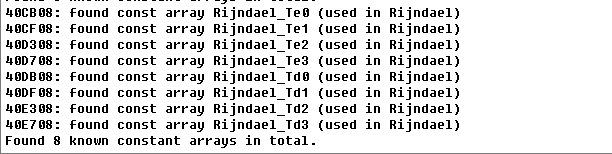 40CB08: found const array Rijndael_Te0 (used in Rijndael)
40CF08: found const array Rijndael_Te1 (used in Rijndael)
40D308: found const array Rijndael_Te2 (used in Rijndael)
40D708: found const array Rijndael_Te3 (used in Rijndael)
40DB08: found const array Rijndael_Td0 (used in Rijndael)
40DF08: found const array Rijndael_Td1 (used in Rijndael)
40E308: found const array Rijndael_Td2 (used in Rijndael)
40E708: found const array Rijndael_Td3 (used in Rijndael)
Found 8 known constant arrays in total.